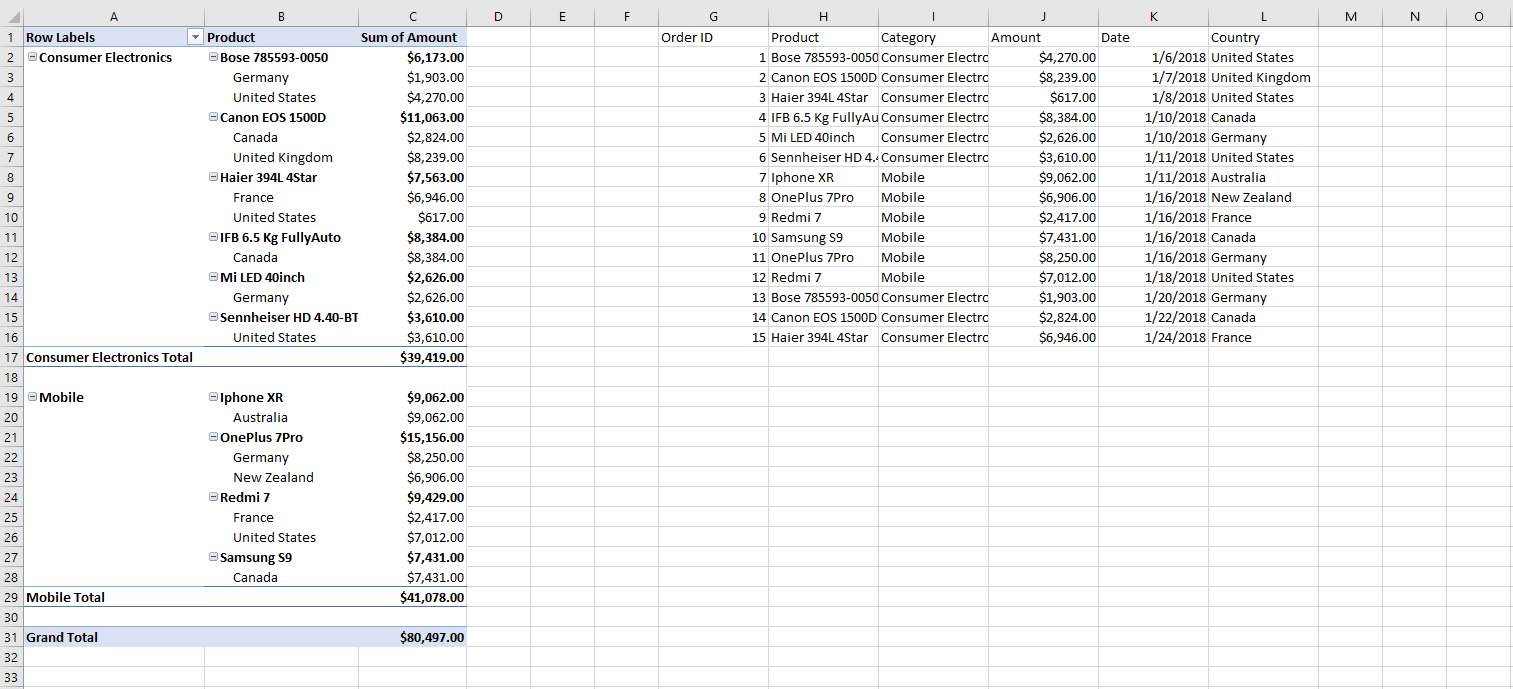 A B C D E F G H I J K L M N O
1 Row Labels Product Sum of Amount Order ID Product Category Amount Date Country
2 Consumer Electronics Bose 785593-0050 $6,173.00 1 Bose 785593-0050 Consumer Electro $4,270.00 1/6/2018 United States
3 Germany $1,903.00 2 Canon EOS 1500D Consumer Electro $8,239.00 1/7/2018 United Kingdom
4 United States $4,270.00 3 Haier 394L 4Star Consumer Electro $617.00 1/8/2018 United States
5 Canon EOS 1500D $11,063.00 4 IFB 6.5 Kg FullyAu Consumer Electro $8,384.00 1/10/2018 Canada
6 Canada $2,824.00 5 Mi LED 40inch Consumer Electro $2,626.00 1/10/2018 Germany
7 United Kingdom $8,239.00 6 Sennheiser HD 4.4 Consumer Electro $3,610.00 1/11/2018 United States
8 Haier 394L 4Star $7,563.00 7 Iphone XR Mobile $9,062.00 1/11/2018 Australia
9 France $6,946.00 8 OnePlus 7Pro Mobile $6,906.00 1/16/2018 New Zealand
10 United States $617.00 9 Redmi 7 Mobile $2,417.00 1/16/2018 France
11 IFB 6.5 Kg FullyAuto $8,384.00 10 Samsung S9 Mobile $7,431.00 1/16/2018 Canada
12 Canada $8,384.00 11 OnePlus 7Pro Mobile $8,250.00 1/16/2018 Germany
13 Mi LED 40inch $2,626.00 12 Redmi 7 Mobile $7,012.00 1/18/2018 United States
14 Germany $2,626.00 13 Bose 785593-0050 Consumer Electro $1,903.00 1/20/2018 Germany
15 Sennheiser HD 4.40-BT $3,610.00 14 Canon EOS 1500D Consumer Electro $2,824.00 1/22/2018 Canada
16 United States $3,610.00 15 Haier 394L 4Star Consumer Electro $6,946.00 1/24/2018 France
17 Consumer Electronics Total $39,419.00
18
19 Mobile Iphone XR $9,062.00
20 Australia $9,062.00
21 OnePlus 7Pro $15,156.00
22 Germany $8,250.00
23 New Zealand $6,906.00
24 Redmi 7 $9,429.00
25 France $2,417.00
26 United States $7,012.00
27 Samsung S9 $7,431.00
28 Canada $7,431.00
29 Mobile Total $41,078.00
30
31 Grand Total $80,497.00
32
33